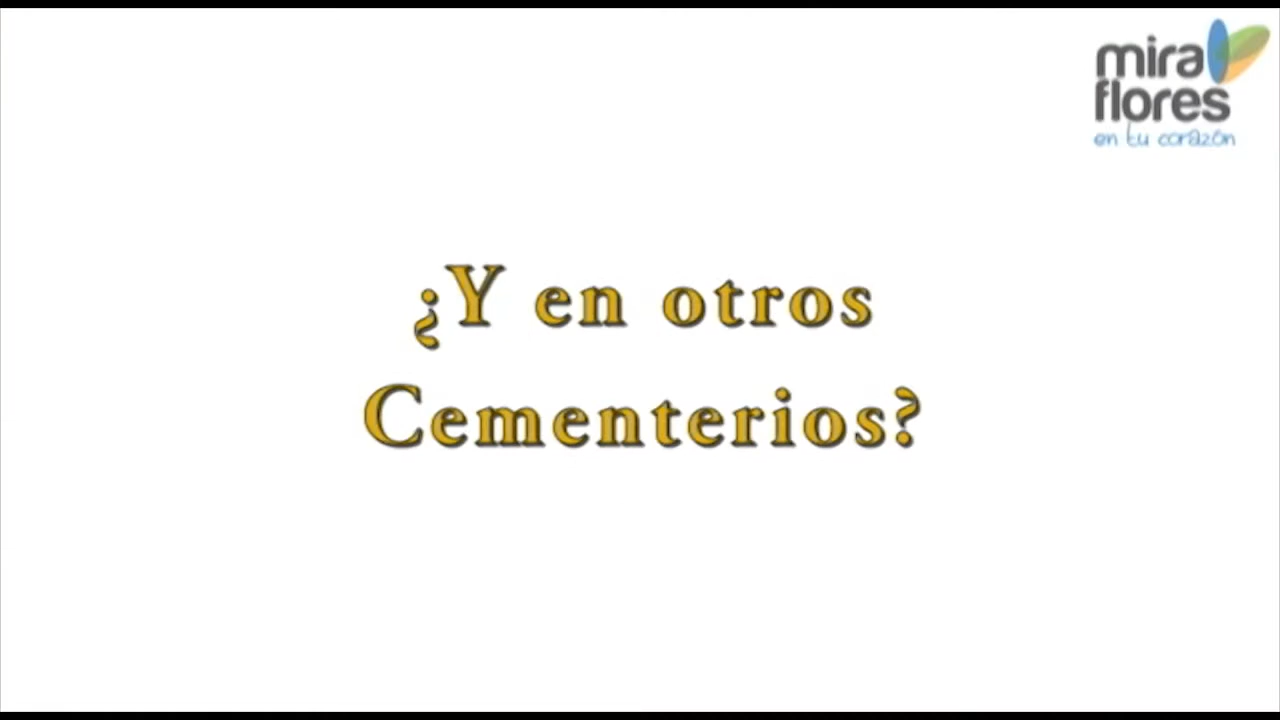 mira
flores
en tu corazón
¿Y en otros
Cementerios?